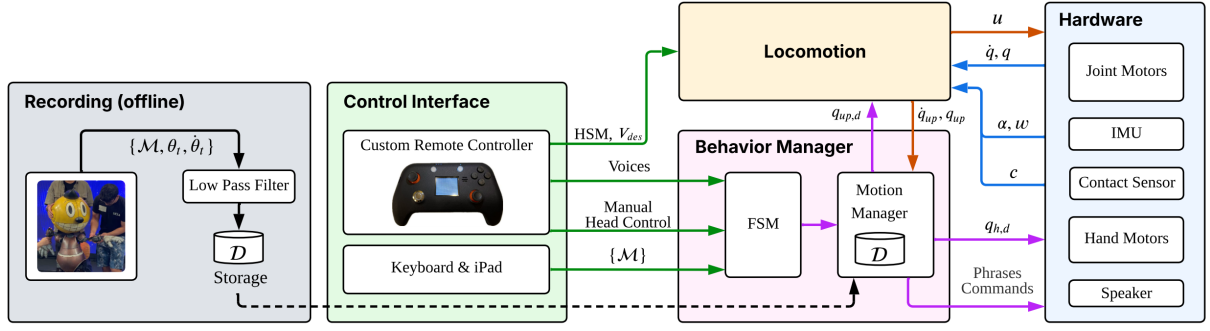 Recording (offline)
{ℳ, θₜ, θ̇ₜ}
Low Pass Filter
𝒟
Storage
Control Interface
Custom Remote Controller
Keyboard & iPad
HSM, V_des
Voices
Manual
Head Control
{ℳ}
Locomotion
q_up,d
q̇_up, q_up
Behavior Manager
FSM
Motion
Manager
𝒟
u
q̇, q
α, w
c
q_h,d
Phrases
Commands
Hardware
Joint Motors
IMU
Contact Sensor
Hand Motors
Speaker